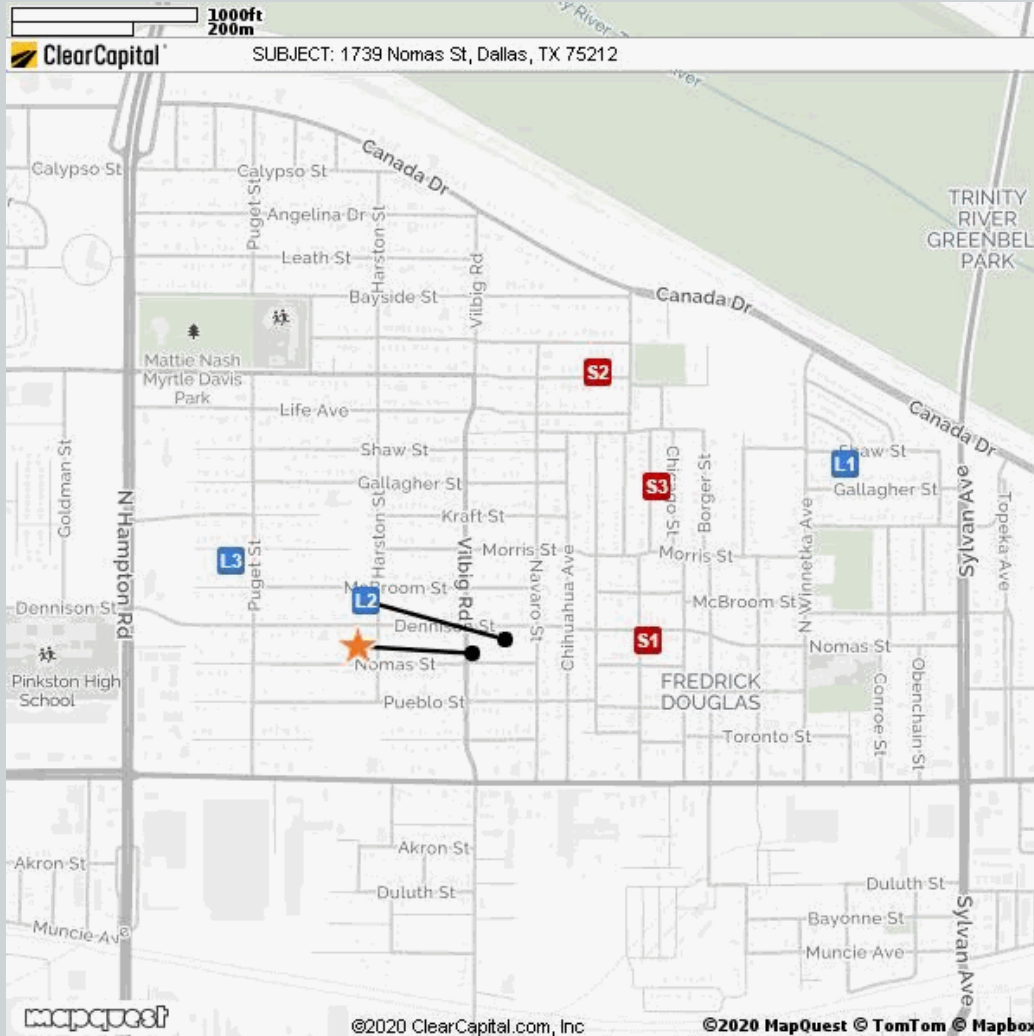 1000ft
200m
ClearCapital
SUBJECT: 1739 Nomas St, Dallas, TX 75212
River
Calypso St
Calypso St
Canada Dr
Puget St
Harston St
Angelina Dr
Leath St
Vilbig Rd
Bayside St
Canada Dr
TRINITY
RIVER
GREENBEL
PARK
Mattie Nash
Myrtle Davis
Park
S2
Life Ave
Canada Dr
Goldman St
Shaw St
Shaw St
L1
Gallagher St
Gallagher St
S3
Borger St
N Hampton Rd
Harston St
Kraft St
Vilbig Rd
Morris St
Morris St
N Winnetka Ave
Sylvan Ave
Topeka Ave
L3
Puget St
Navaro St
Chihuahua Ave
McBroom St
McBroom St
L2
Dennison St
Dennison St
S1
Nomas St
Nomas St
Pinkston High
School
FREDRICK
DOUGLAS
Pueblo St
Conroe St
Obenchain St
Toronto St
Akron St
Akron St
Duluth St
Duluth St
Bayonne St
Muncie Ave
Muncie Ave
Sylvan Ave
mapquest
©2020 ClearCapital.com, Inc
©2020 MapQuest © TomTom © Mapbo